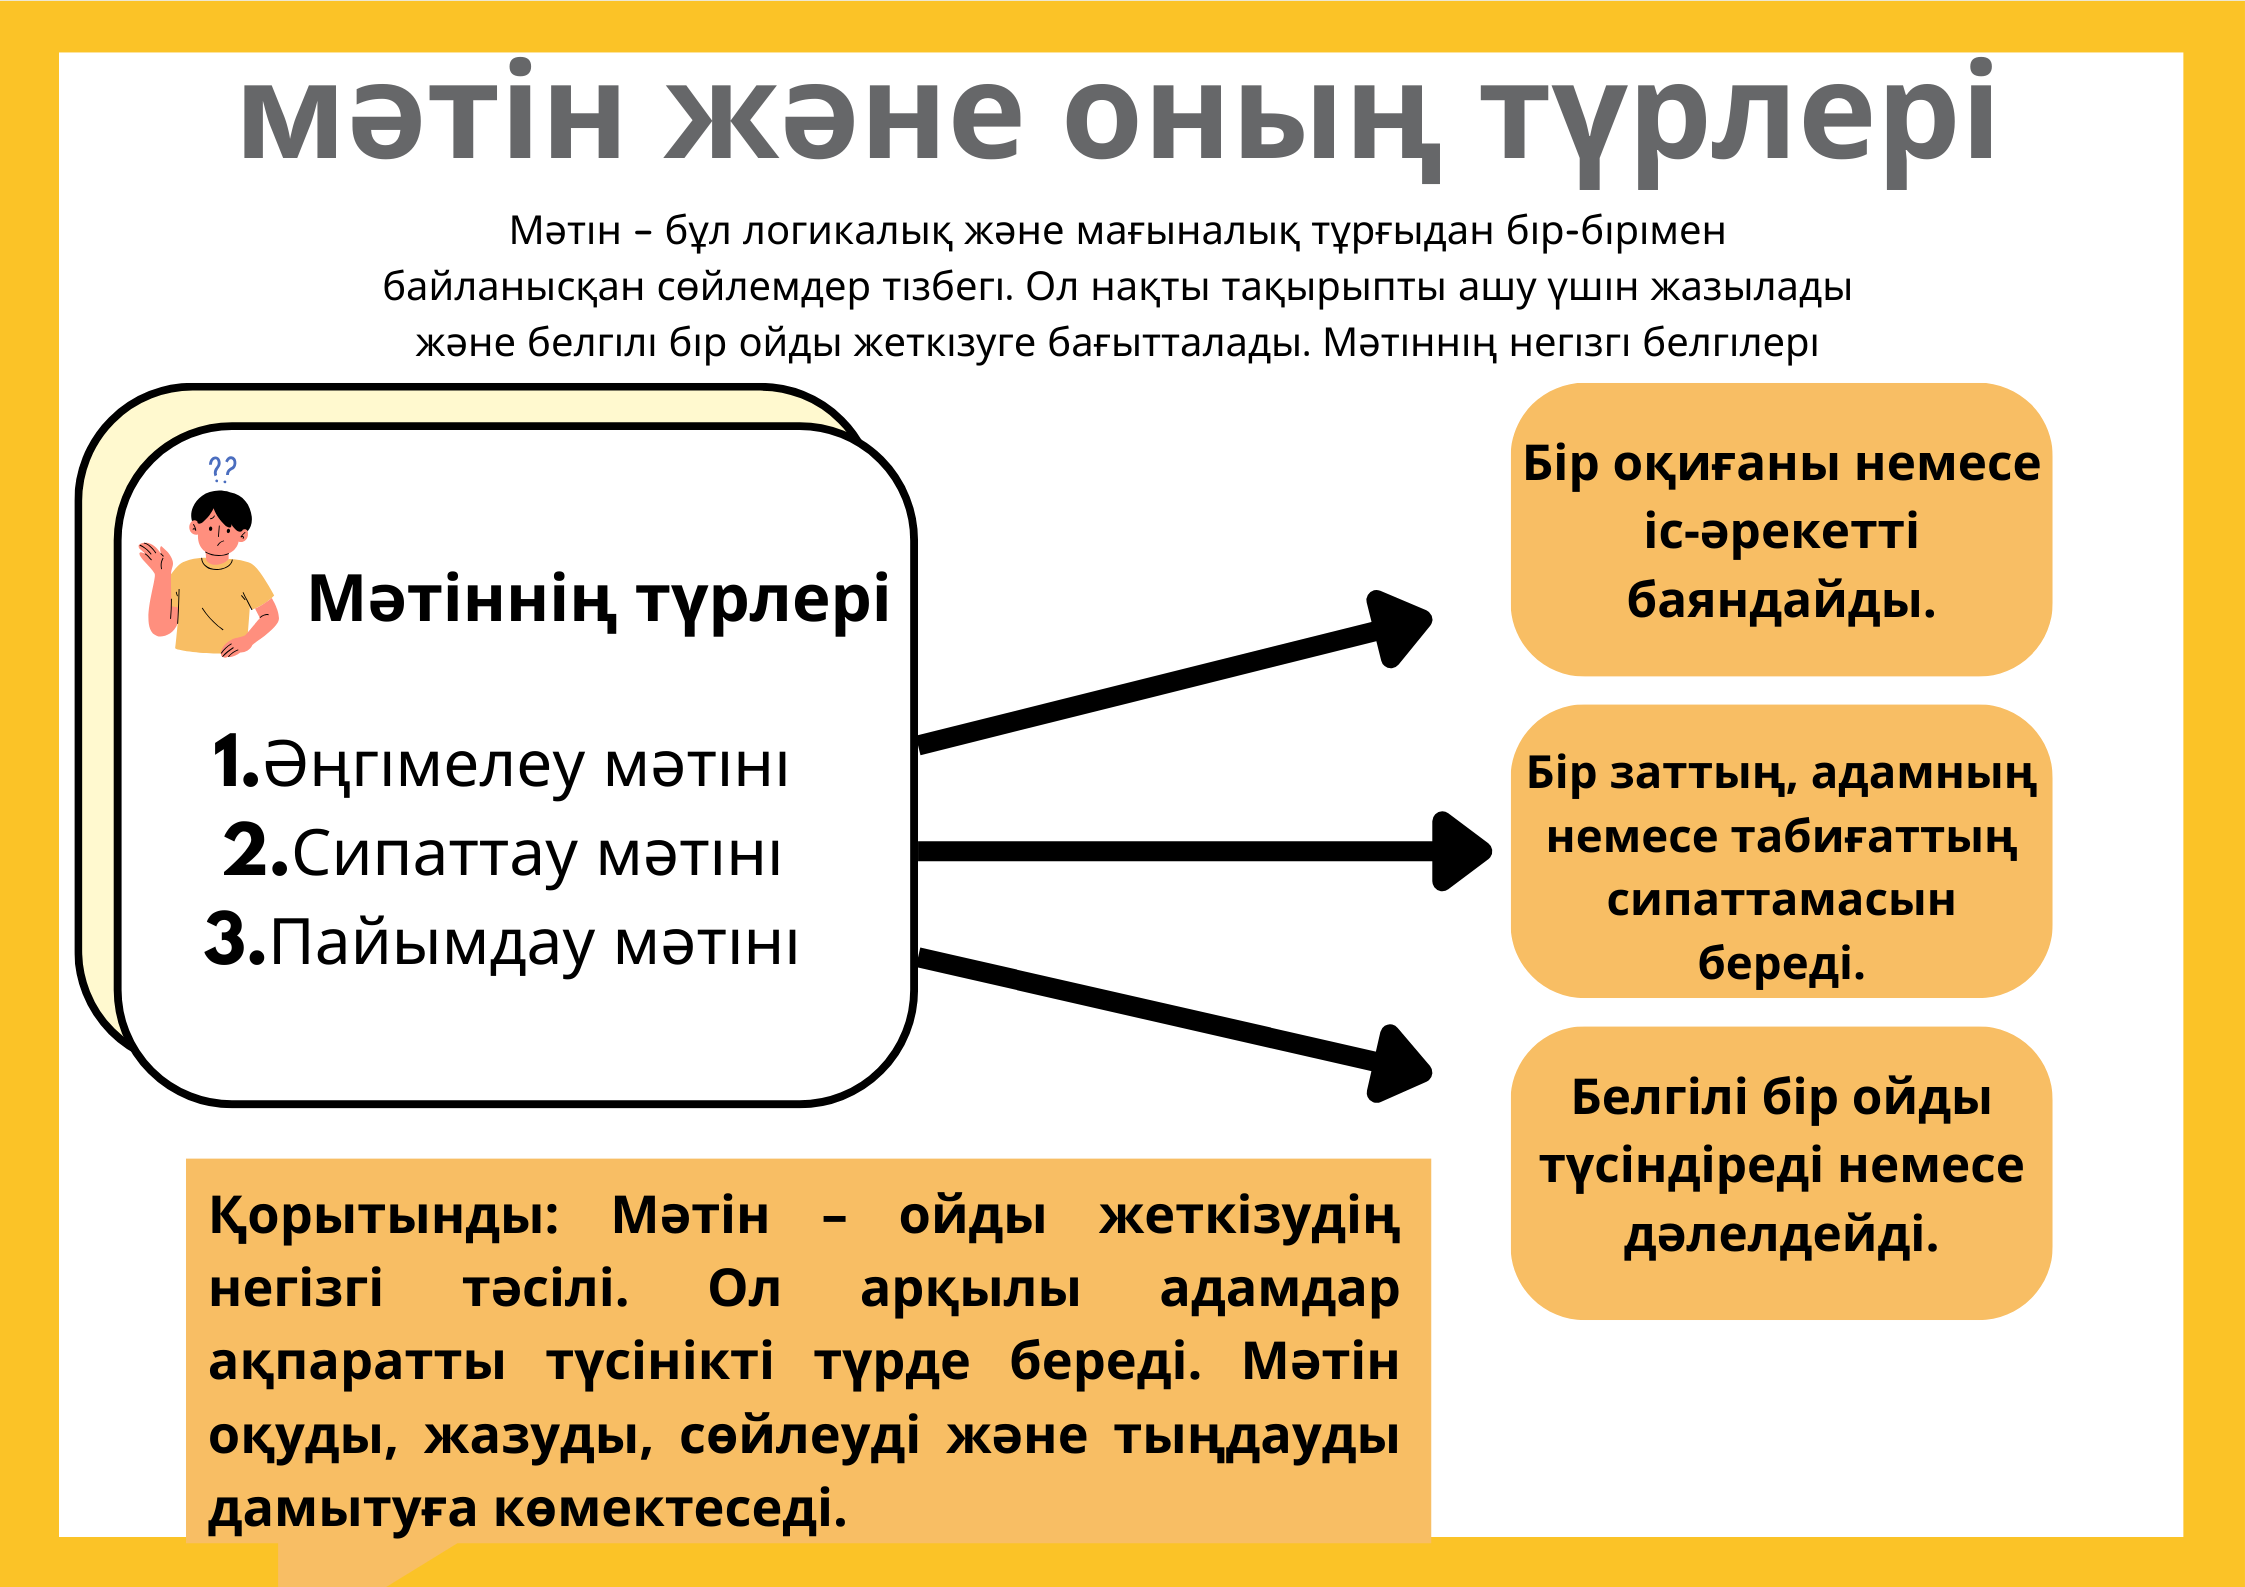 мәтін және оның түрлері
Мәтін – бұл логикалық және мағыналық тұрғыдан бір-бірімен
байланысқан сөйлемдер тізбегі. Ол нақты тақырыпты ашу үшін жазылады
және белгілі бір ойды жеткізуге бағытталады. Мәтіннің негізгі белгілері
??
Мәтіннің түрлері
1.Әңгімелеу мәтіні
2.Сипаттау мәтіні
3.Пайымдау мәтіні
Бір оқиғаны немесе
іс-әрекетті
баяндайды.
Бір заттың, адамның
немесе табиғаттың
сипаттамасын
береді.
Белгілі бір ойды
түсіндіреді немесе
дәлелдейді.
Қорытынды: Мәтін – ойды жеткізудің
негізгі тәсілі. Ол арқылы адамдар
ақпаратты түсінікті түрде береді. Мәтін
оқуды, жазуды, сөйлеуді және тыңдауды
дамытуға көмектеседі.